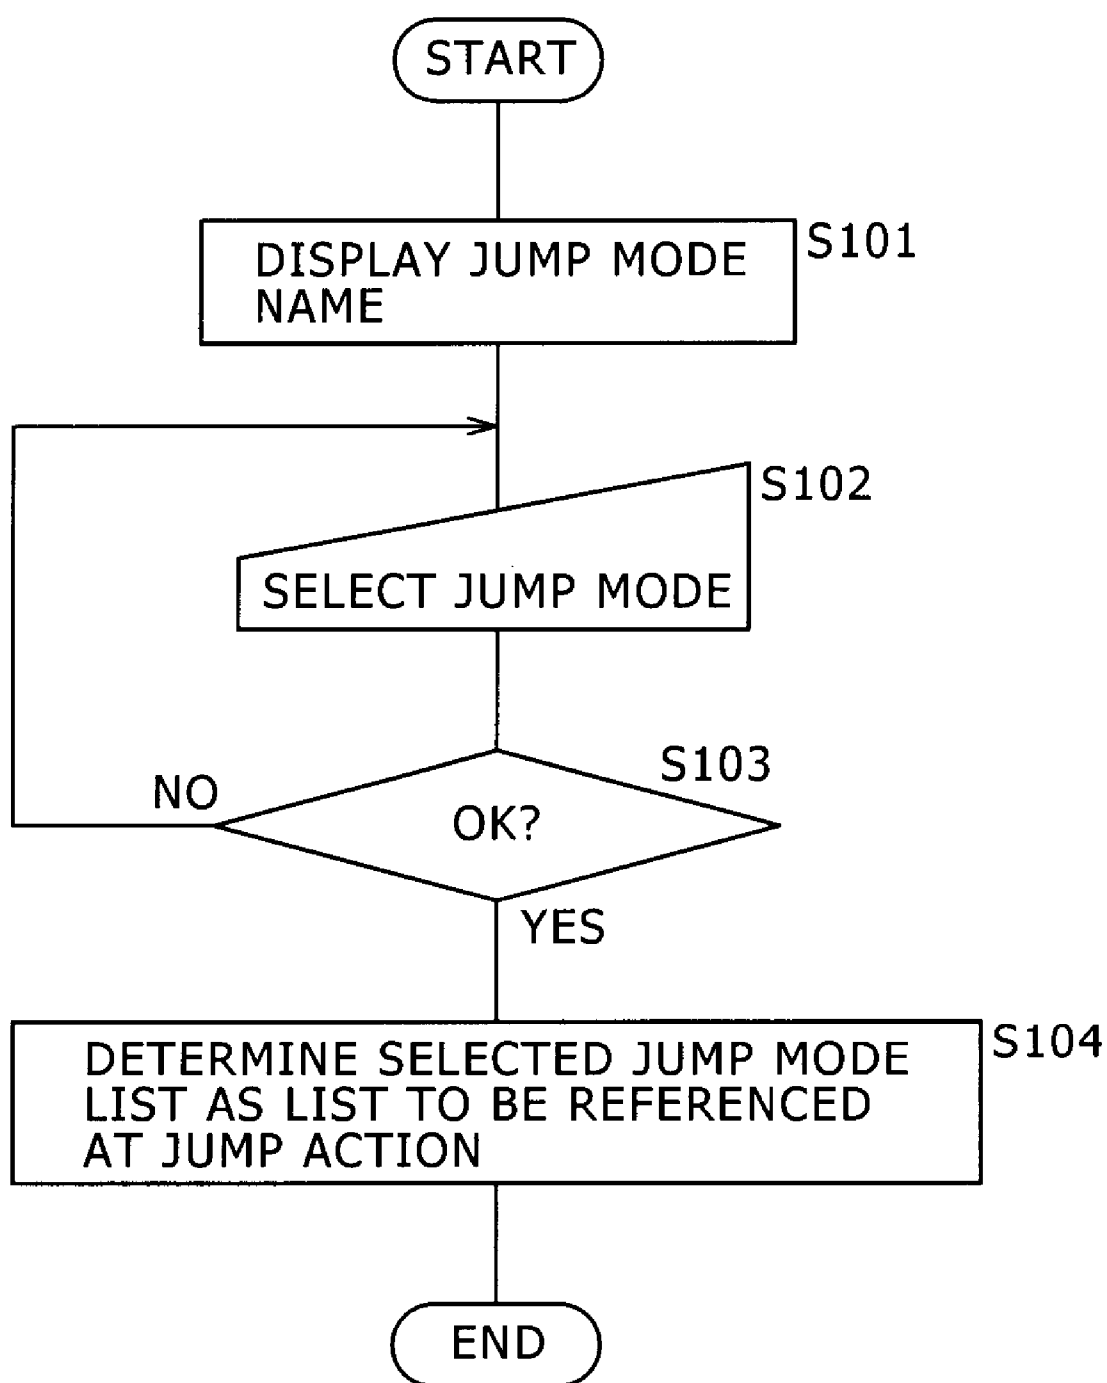 START
DISPLAY JUMP MODE
NAME
S101
S102
SELECT JUMP MODE
S103
NO
OK?
YES
DETERMINE SELECTED JUMP MODE
LIST AS LIST TO BE REFERENCED
AT JUMP ACTION
S104
END